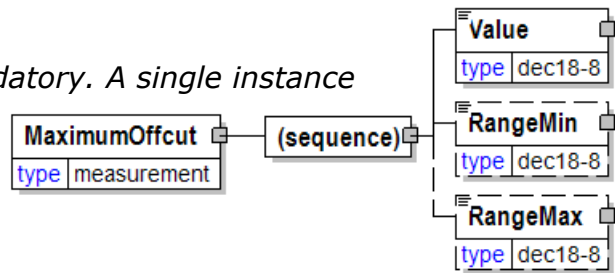 Value
type dec18-8
datory. A single instance
RangeMin
type dec18-8
MaximumOffcut
type measurement
(sequence)
RangeMax
type dec18-8